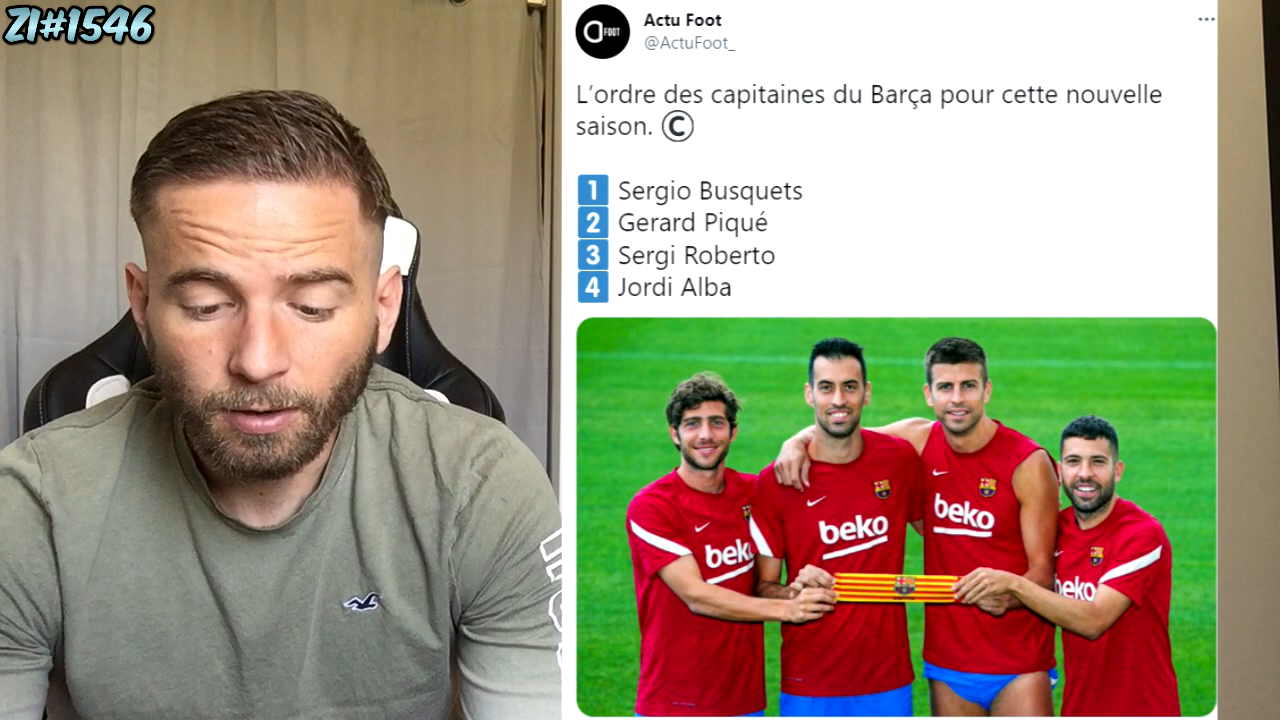 ZI#1546
FOOT
Actu Foot
@ActuFoot_
L'ordre des capitaines du Barça pour cette nouvelle
saison. ©
1 Sergio Busquets
2 Gerard Piqué
3 Sergi Roberto
4 Jordi Alba
beko
beko
beko
beko